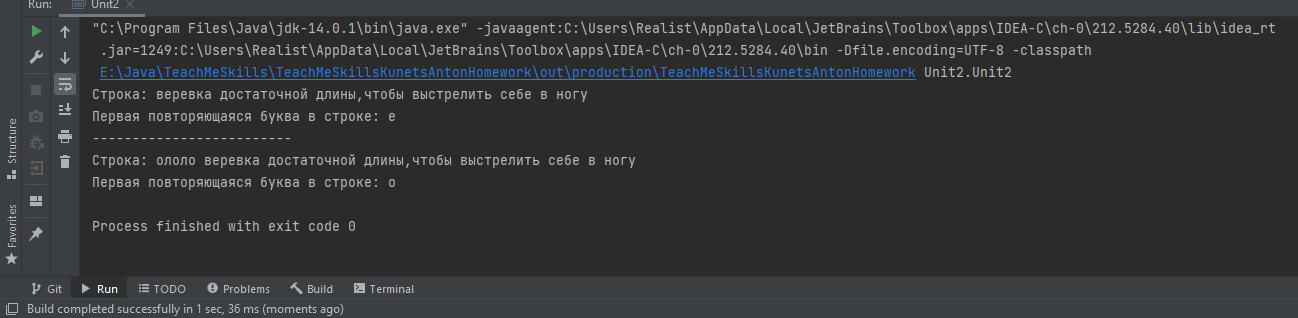 Run: Unit2
"C:\Program Files\Java\jdk-14.0.1\bin\java.exe" -javaagent:C:\Users\Realist\AppData\Local\JetBrains\Toolbox\apps\IDEA-C\ch-0\212.5284.40\lib\idea_rt
.jar=1249:C:\Users\Realist\AppData\Local\JetBrains\Toolbox\apps\IDEA-C\ch-0\212.5284.40\bin -Dfile.encoding=UTF-8 -classpath
E:\Java\TeachMeSkills\TeachMeSkillsKunetsAntonHomework\out\production\TeachMeSkillsKunetsAntonHomework Unit2.Unit2
Строка: веревка достаточной длины,чтобы выстрелить себе в ногу
Первая повторяющаяся буква в строке: е
-------------------------
Строка: ололо веревка достаточной длины,чтобы выстрелить себе в ногу
Первая повторяющаяся буква в строке: о
Process finished with exit code 0
Structure
Favorites
Git Run TODO Problems Build Terminal
Build completed successfully in 1 sec, 36 ms (moments ago)